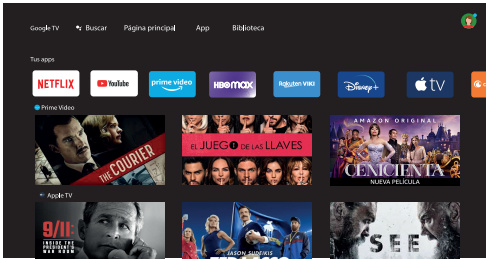 Google TV
Buscar
Página principal
App
Biblioteca
Tus apps
NETFLIX
YouTube
prime video
HBOMAX
Rakuten VIKI
Disney+
tv
Prime Video
THE COURIER
EL JUEGO DE LAS LLAVES
AMAZON ORIGINAL
CENICIENTA
NUEVA PELÍCULA
Apple TV
9/11:
INSIDE THE
PRESIDENT'S
WAR ROOM
JASON SUDEIKIS
SEE